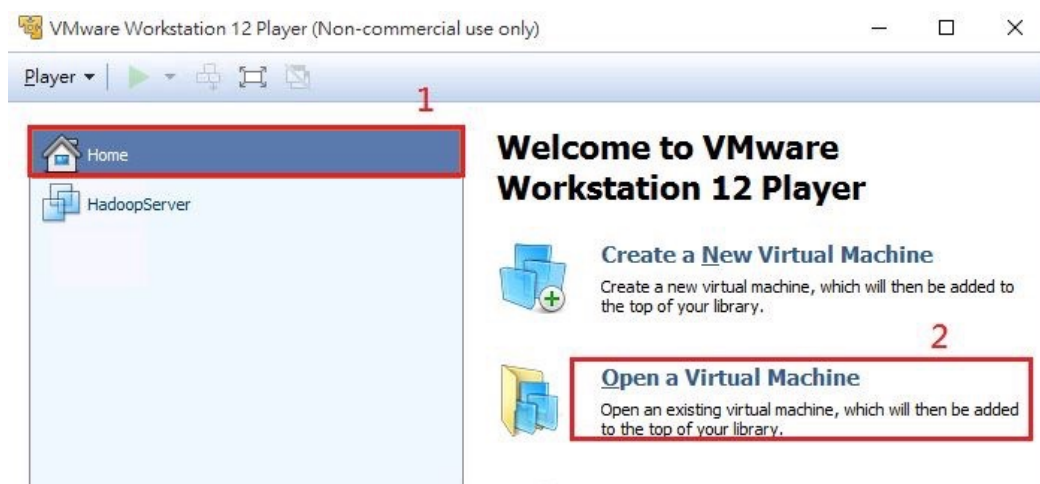 VMware Workstation 12 Player (Non-commercial use only)
Player
1
Home
HadoopServer
Welcome to VMware
Workstation 12 Player
Create a New Virtual Machine
Create a new virtual machine, which will then be added to
the top of your library.
2
Open a Virtual Machine
Open an existing virtual machine, which will then be added
to the top of your library.